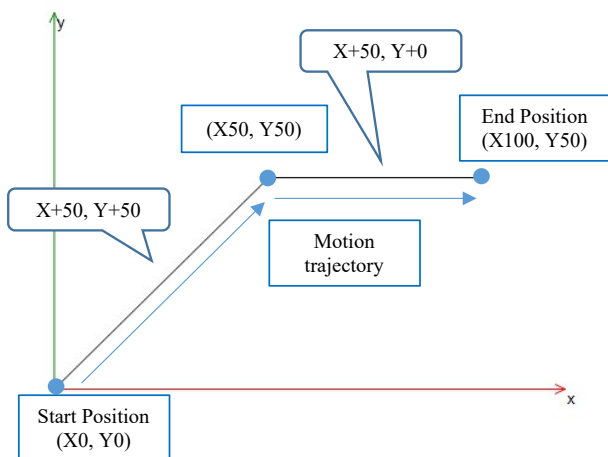 y
X+50, Y+0
(X50, Y50)
End Position
(X100, Y50)
X+50, Y+50
Motion
trajectory
x
Start Position
(X0, Y0)